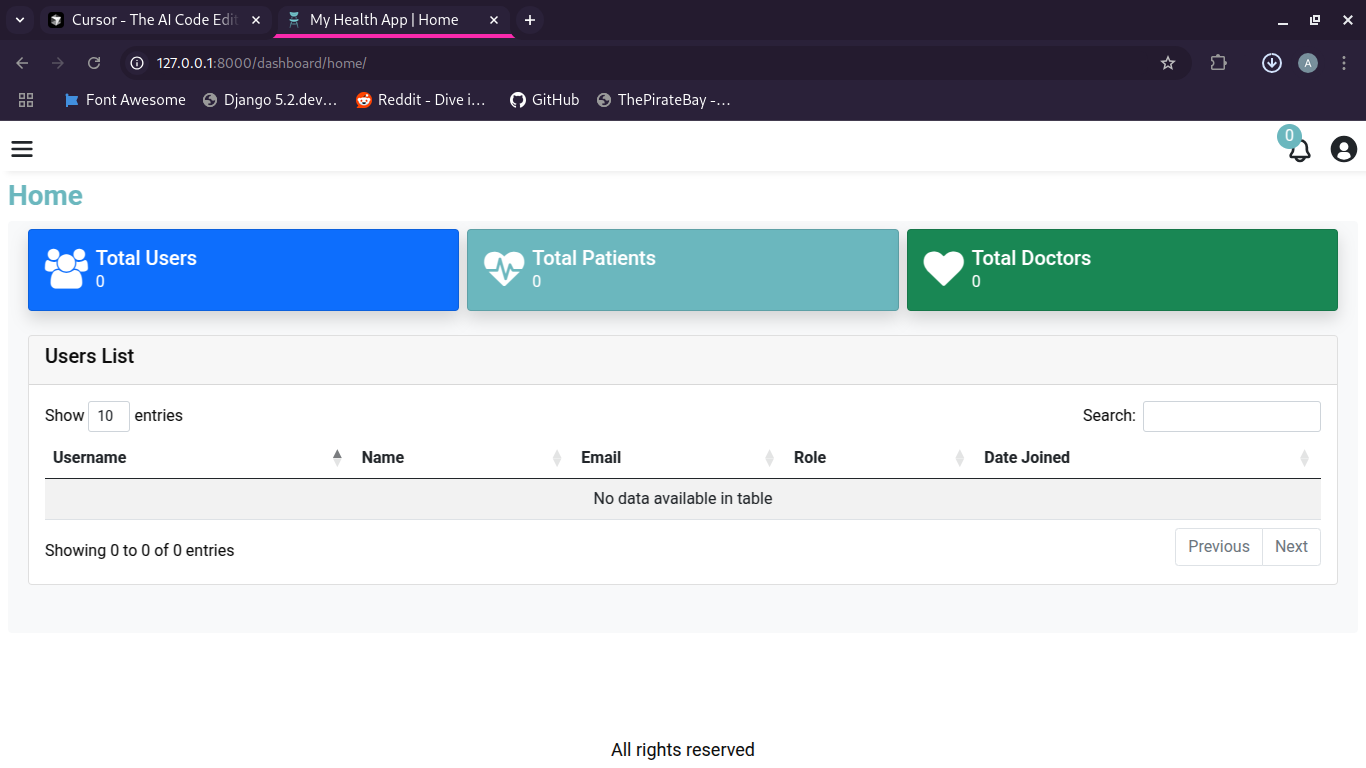 Cursor - The AI Code Edit
My Health App | Home
127.0.0.1:8000/dashboard/home/
A
Font Awesome
Django 5.2.dev…
Reddit - Dive i…
GitHub
ThePirateBay -…
0
Home
Total Users
0
Total Patients
0
Total Doctors
0
Users List
Show 10 entries
Search:
Username Name Email Role Date Joined
No data available in table
Showing 0 to 0 of 0 entries
Previous Next
All rights reserved